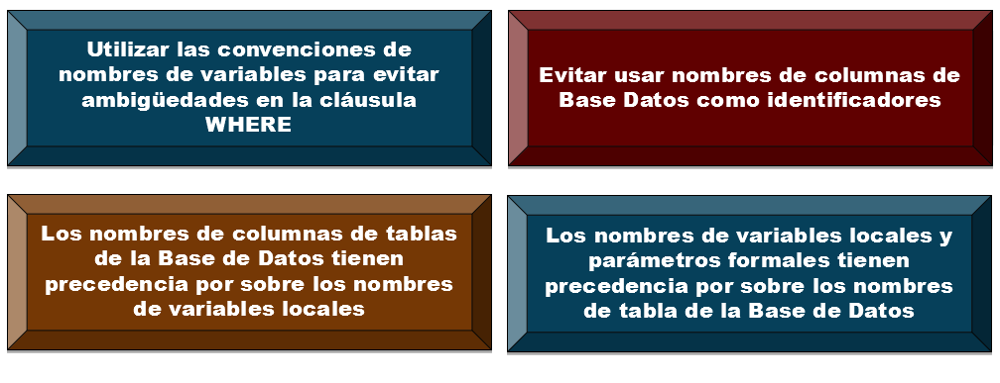 Utilizar las convenciones de
nombres de variables para evitar
ambigüedades en la cláusula
WHERE
Evitar usar nombres de columnas de
Base Datos como identificadores
Los nombres de columnas de tablas
de la Base de Datos tienen
precedencia por sobre los nombres
de variables locales
Los nombres de variables locales y
parámetros formales tienen
precedencia por sobre los nombres
de tabla de la Base de Datos